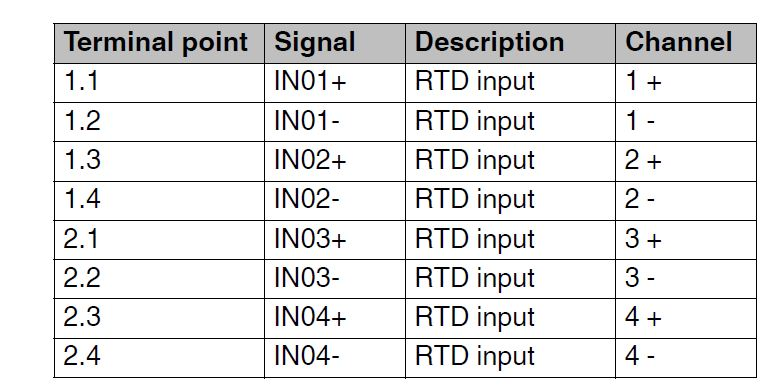 Terminal point Signal Description Channel
1.1 IN01+ RTD input 1 +
1.2 IN01- RTD input 1 -
1.3 IN02+ RTD input 2 +
1.4 IN02- RTD input 2 -
2.1 IN03+ RTD input 3 +
2.2 IN03- RTD input 3 -
2.3 IN04+ RTD input 4 +
2.4 IN04- RTD input 4 -